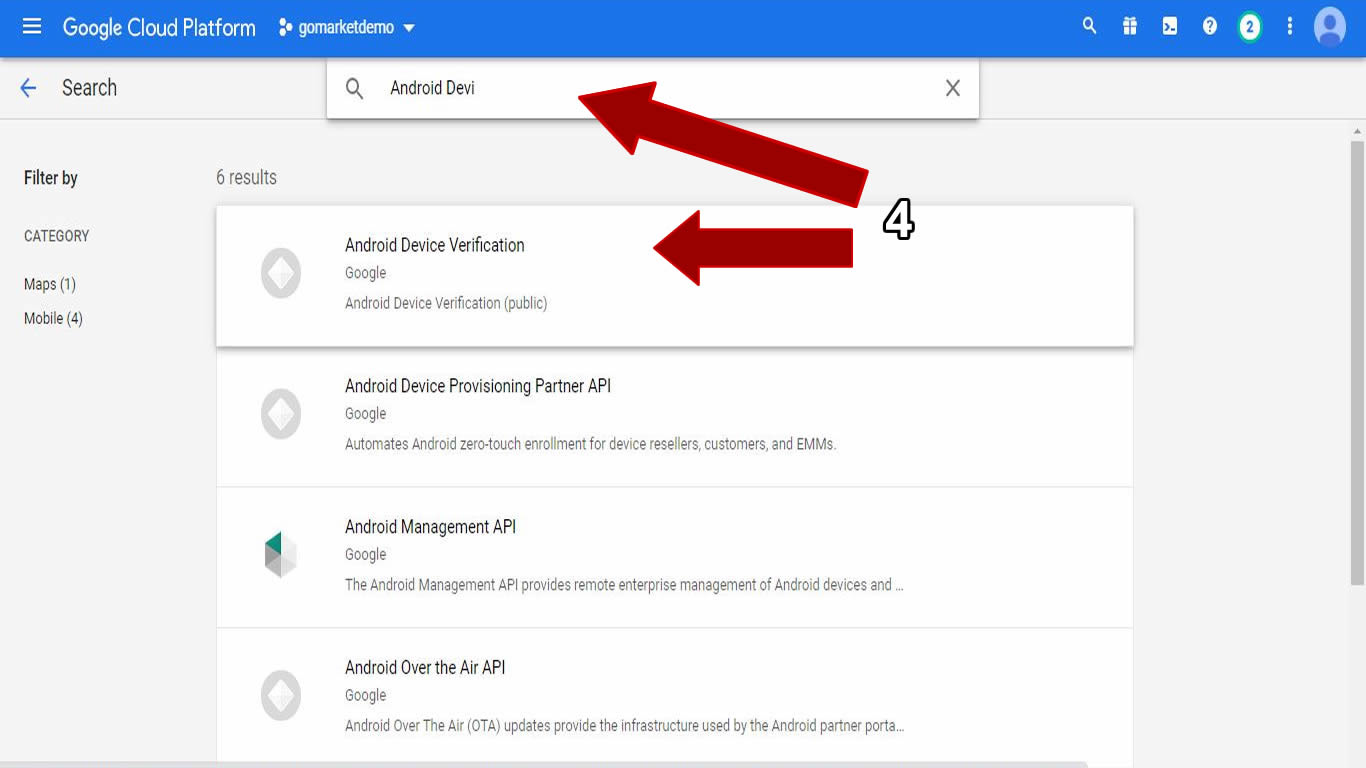 Google Cloud Platform gomarketdemo 2
Search
Android Devi
Filter by
6 results
4
CATEGORY
Maps (1)
Mobile (4)
Android Device Verification
Google
Android Device Verification (public)
Android Device Provisioning Partner API
Google
Automates Android zero-touch enrollment for device resellers, customers, and EMMs.
Android Management API
Google
The Android Management API provides remote enterprise management of Android devices and ...
Android Over the Air API
Google
Android Over The Air (OTA) updates provide the infrastructure used by the Android partner porta...